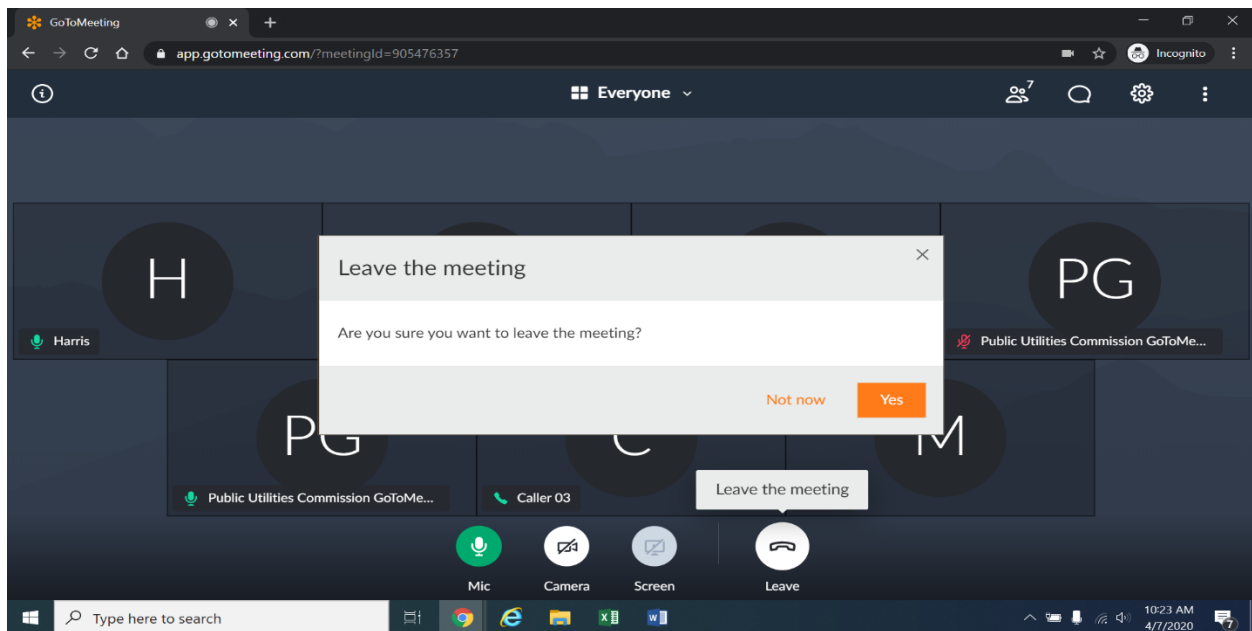 GoToMeeting
app.gotomeeting.com/?meetingId=905476357
Incognito
Everyone
7
H
PG
Leave the meeting
Are you sure you want to leave the meeting?
Not now
Yes
Harris
Public Utilities Commission GoToMe...
PG
C
M
Public Utilities Commission GoToMe...
Caller 03
Leave the meeting
Mic
Camera
Screen
Leave
Type here to search
10:23 AM
4/7/2020
7